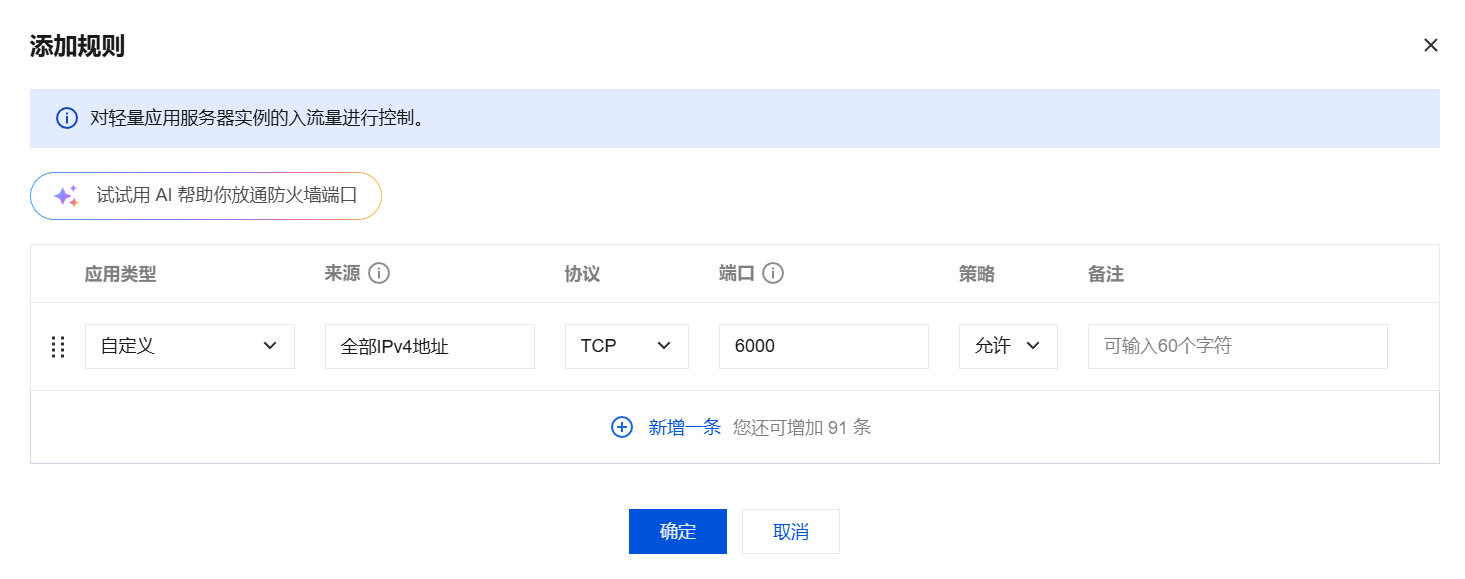 添加规则
对轻量应用服务器实例的入流量进行控制。
试试用 AI 帮助你放通防火墙端口
应用类型 来源 协议 端口 策略 备注
自定义 全部IPv4地址 TCP 6000 允许 可输入60个字符
新增一条 您还可增加 91 条
确定 取消